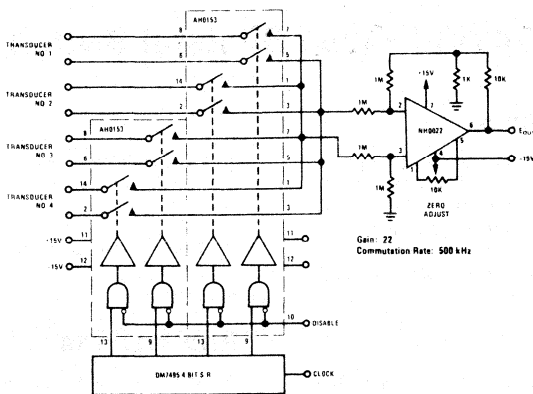 AH0153
TRANSDUCER
NO 1
8
6
7
5
TRANSDUCER
NO 2
14
2
1
3
AH0153
TRANSDUCER
NO 3
8
6
7
5
TRANSDUCER
NO 4
14
2
1
3
-15V
11
11
-15V
12
12
10
DISABLE
13
9
13
9
DM7495 4 BIT S R
CLOCK
1M
1M
1M
1M
1K
10K
-15V
2
7
NH0022
6
EOUT
3
1
4
5
10K
-15V
ZERO
ADJUST
Gain: 22
Commutation Rate: 500 kHz